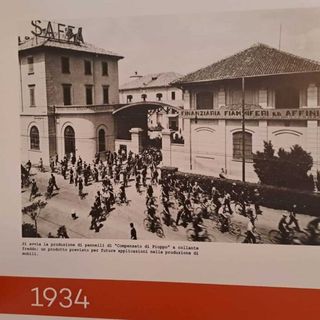 SAFFA
FINANZIARIA FIAMMIFERI ED AFFINI
Si avvia la produzione di pannelli di "Compensato di Pioppo" a collante
freddo: un prodotto previsto per future applicazioni nella produzione di
mobili.
1934